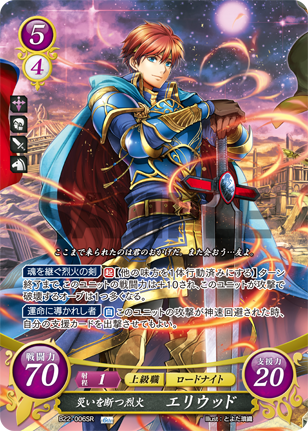 5
4
ここまで来られたのは君のおかげだ。また会おう…友よ
魂を継ぐ烈火の剣 起 【他の味方を1体行動済みにする】ターン
終了まで、このユニットの戦闘力は+10され、このユニットが攻撃で
破壊するオーブは1つ多くなる。
運命に導かれし者 自 このユニットの攻撃が神速回避された時、
自分の支援カードを出撃させてもよい。
戦闘力
70
射程 1 上級職 ロードナイト
支援力
20
災いを断つ烈火 エリウッド
B22-006SR
illust:とよた瑣織